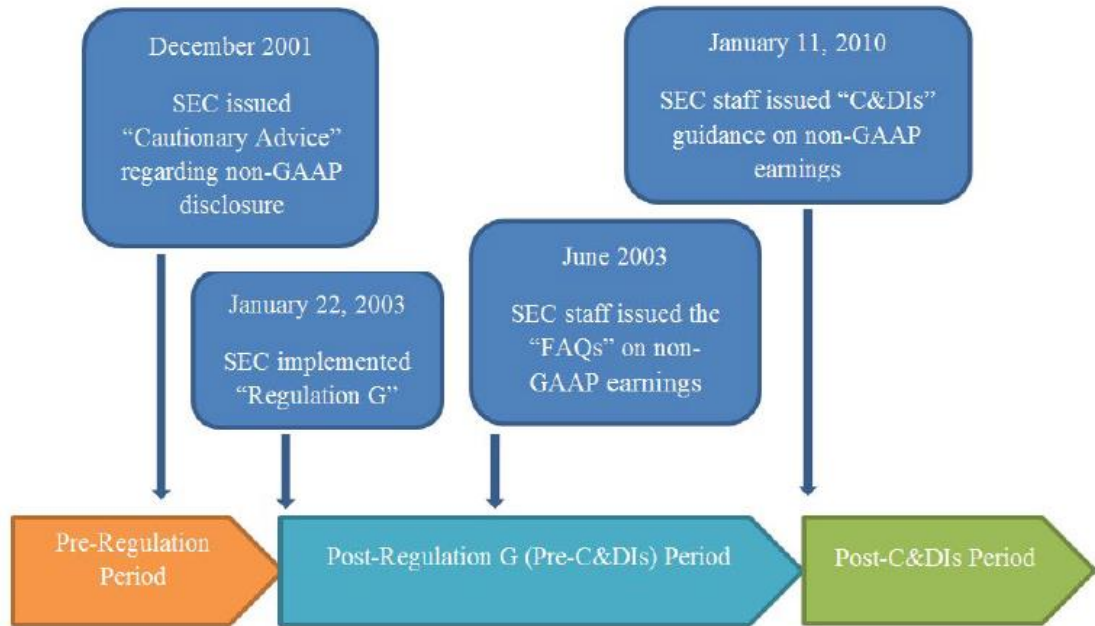 December 2001
SEC issued
“Cautionary Advice”
regarding non-GAAP
disclosure
January 11, 2010
SEC staff issued “C&DIs”
guidance on non-GAAP
earnings
January 22, 2003
SEC implemented
“Regulation G”
June 2003
SEC staff issued the
“FAQs” on non-
GAAP earnings
Pre-Regulation
Period
Post-Regulation G (Pre-C&DIs) Period
Post-C&DIs Period